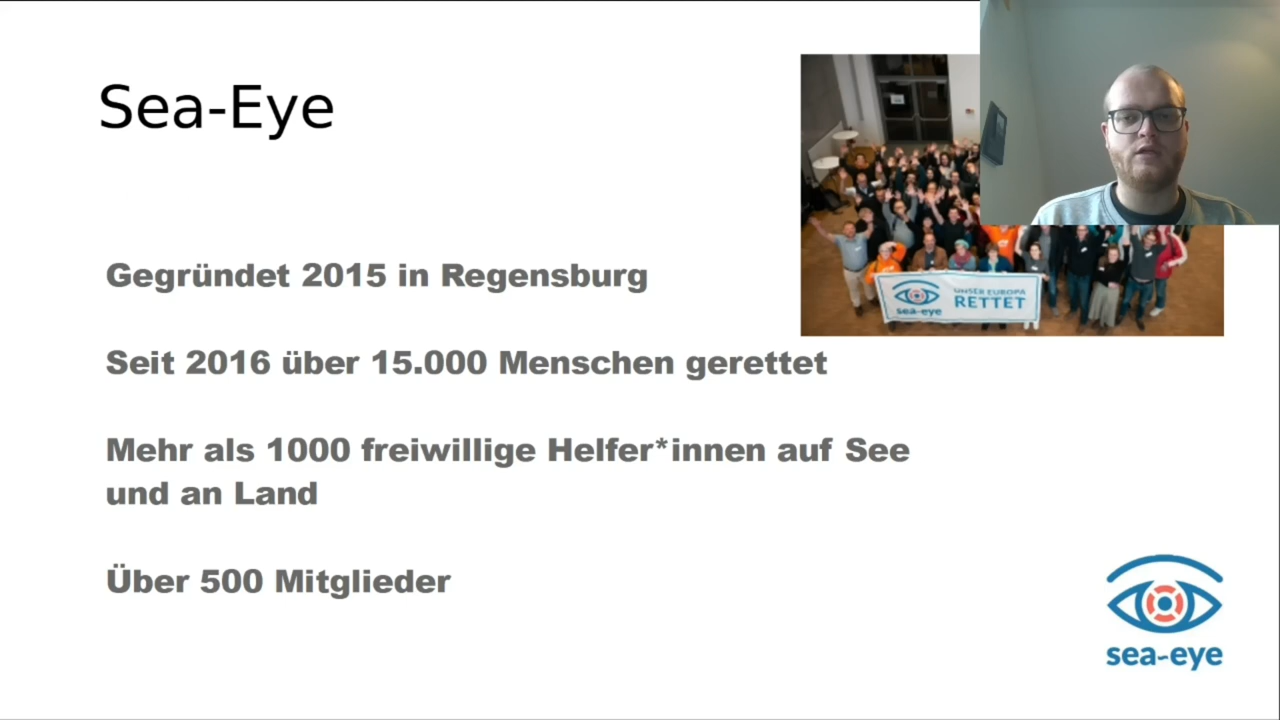 Sea-Eye
Gegründet 2015 in Regensburg
Seit 2016 über 15.000 Menschen gerettet
Mehr als 1000 freiwillige Helfer*innen auf See
und an Land
Über 500 Mitglieder
sea-eye
UNSER EUROPA
RETTET
sea-eye